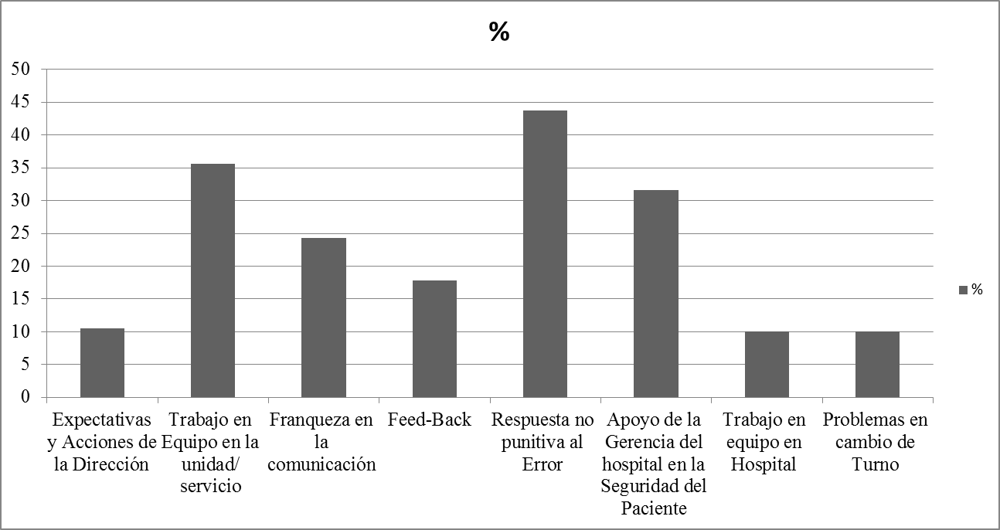 %
50
45
40
35
30
25
20
15
10
5
0
Expectativas
y Acciones de
la Dirección
Trabajo en
Equipo en la
unidad/
servicio
Franqueza en
la
comunicación
Feed-Back
Respuesta no
punitiva al
Error
Apoyo de la
Gerencia del
hospital en la
Seguridad del
Paciente
Trabajo en
equipo en
Hospital
Problemas en
cambio de
Turno
%